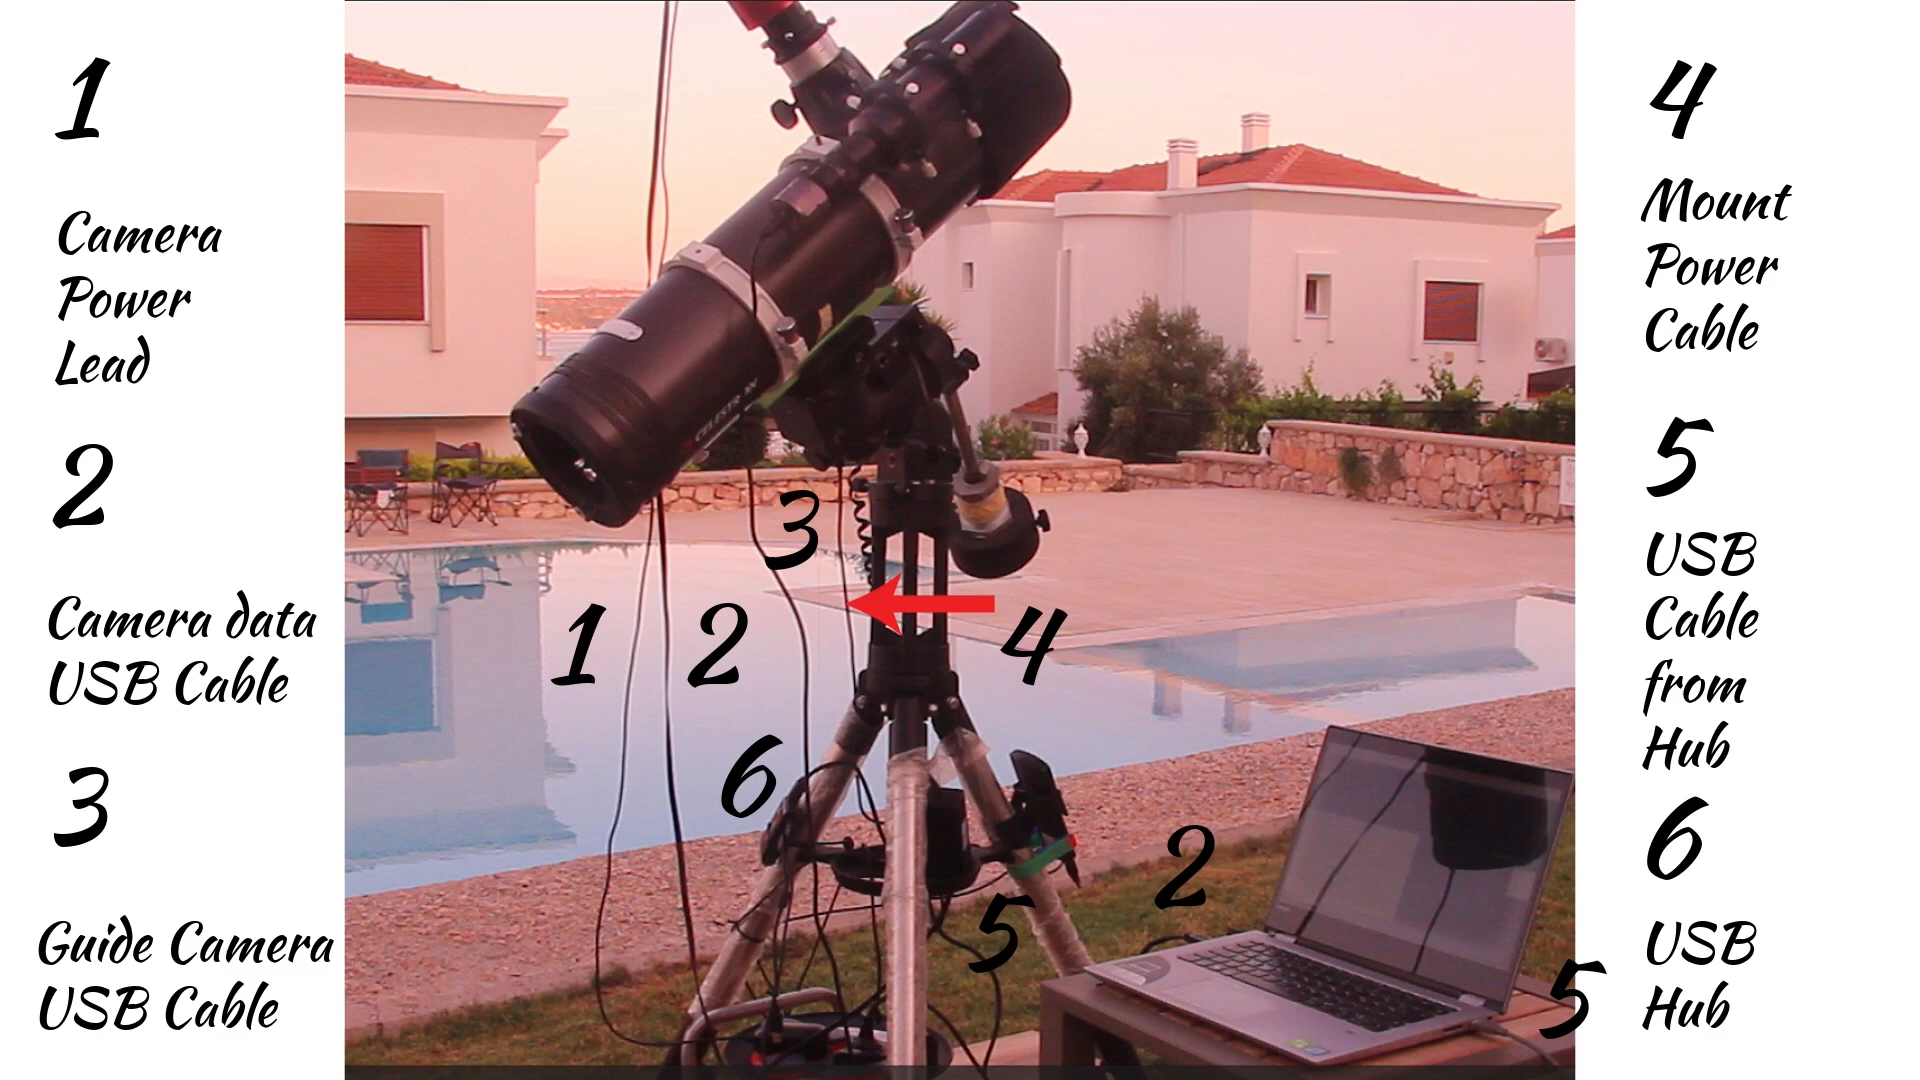 1
Camera
Power
Lead
2
Camera data
USB Cable
3
Guide Camera
USB Cable
CELESTRON
3
1
2
4
6
2
5
5
4
Mount
Power
Cable
5
USB
Cable
from
Hub
6
USB
Hub